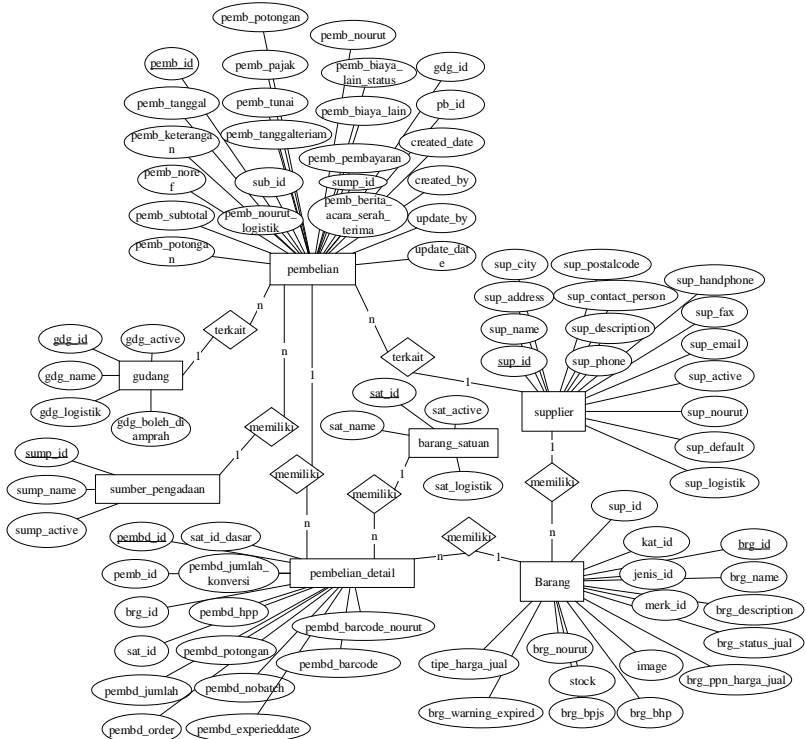 pemb_potongan
pemb_nourut
pemb_id
pemb_pajak
pemb_biaya_
lain_status
gdg_id
pemb_tanggal
pemb_tunai
pemb_biaya_lain
pb_id
pemb_keteranga
n
pemb_tanggalteriam
created_date
pemb_pembayaran
pemb_nore
f
sub_id
sump_id
created_by
pemb_subtotal
pemb_nourut_
logistik
pemb_berita_
acara_serah_
terima
update_by
pemb_potonga
n
update_dat
e
pembelian
sup_city
sup_postalcode
sup_handphone
sup_address
sup_contact_person
sup_fax
sup_name
sup_description
sup_email
sup_id
sup_phone
sup_active
supplier
sup_nourut
sup_default
sup_logistik
n
n
n
1
n
terkait
1
terkait
1
gdg_id
gdg_active
gdg_name
gudang
gdg_logistik
gdg_boleh_di
amprah
sat_id
sat_active
sat_name
barang_satuan
sat_logistik
memiliki
1
sump_id
sump_name
sumber_pengadaan
sump_active
memiliki
n
1
memiliki
n
1
memiliki
n
n
memiliki
1
pembd_id
sat_id_dasar
pemb_id
pembd_jumlah_
konversi
pembelian_detail
brg_id
pembd_hpp
pembd_barcode_nourut
sat_id
pembd_potongan
pembd_barcode
pembd_jumlah
pembd_nobatch
pembd_order
pembd_experieddate
sup_id
kat_id
brg_id
Barang
jenis_id
brg_name
merk_id
brg_description
brg_status_jual
tipe_harga_jual
brg_nourut
image
brg_ppn_harga_jual
stock
brg_warning_expired
brg_bpjs
brg_bhp